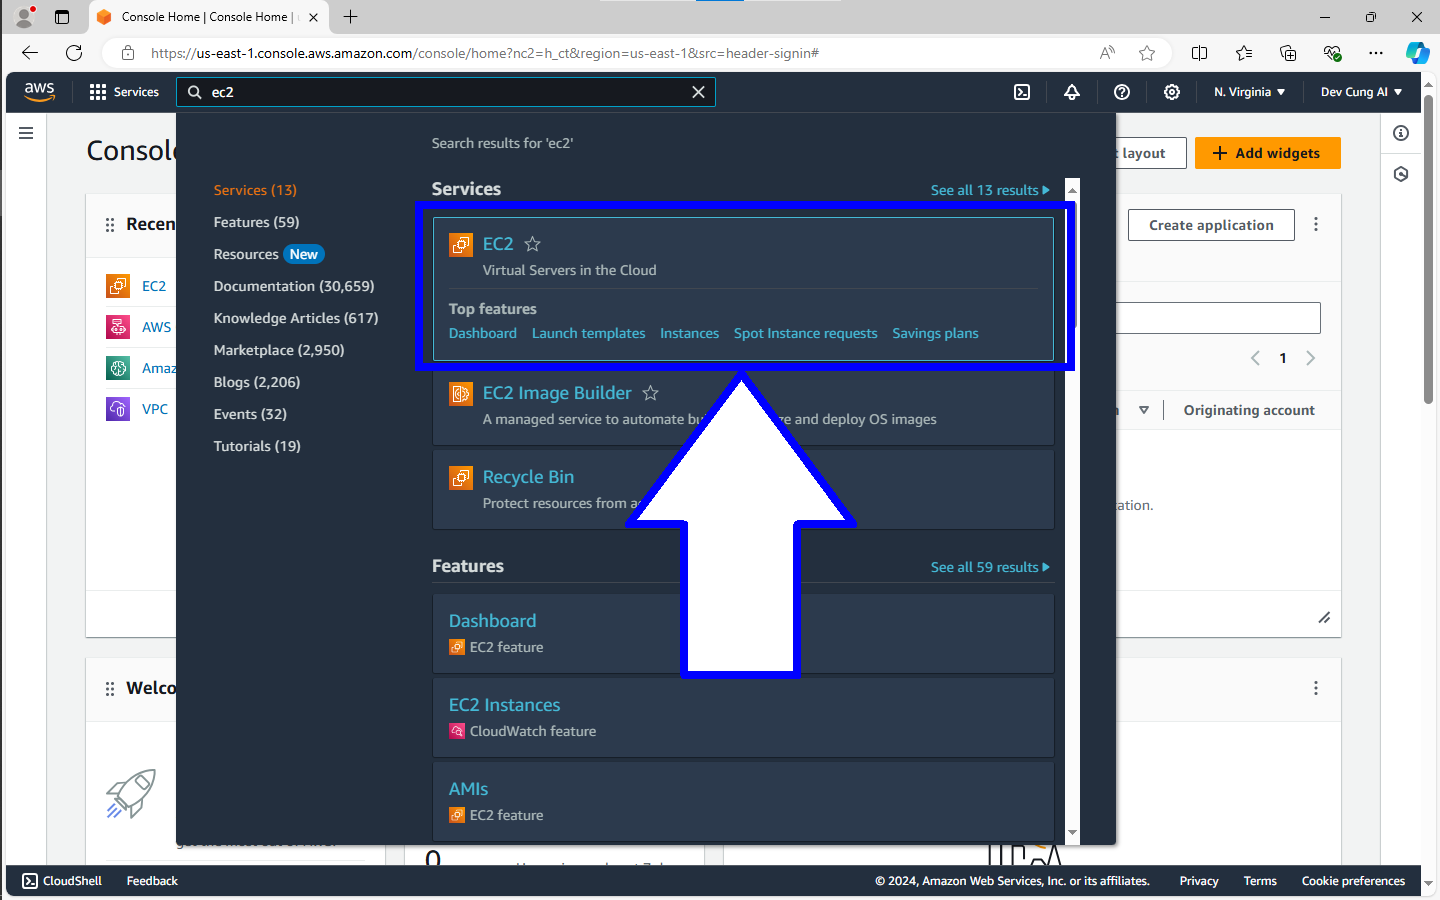 Console Home | Console Home |
https://us-east-1.console.aws.amazon.com/console/home?nc2=h_ct&region=us-east-1&src=header-signin#
aws
Services
ec2
N. Virginia
Dev Cung AI
Search results for 'ec2'
Services (13)
Features (59)
Resources New
Documentation (30,659)
Knowledge Articles (617)
Marketplace (2,950)
Blogs (2,206)
Events (32)
Tutorials (19)
Services
See all 13 results
EC2
Virtual Servers in the Cloud
Top features
Dashboard Launch templates Instances Spot Instance requests Savings plans
EC2 Image Builder
A managed service to automate and deploy OS images
Recycle Bin
Protect resources from
Features
See all 59 results
Dashboard
EC2 feature
EC2 Instances
CloudWatch feature
AMIs
EC2 feature
Console
layout
Add widgets
Recen
EC2
AWS
Amaz
VPC
Create application
1
Originating account
ation.
Welco
0
CloudShell
Feedback
© 2024, Amazon Web Services, Inc. or its affiliates.
Privacy
Terms
Cookie preferences